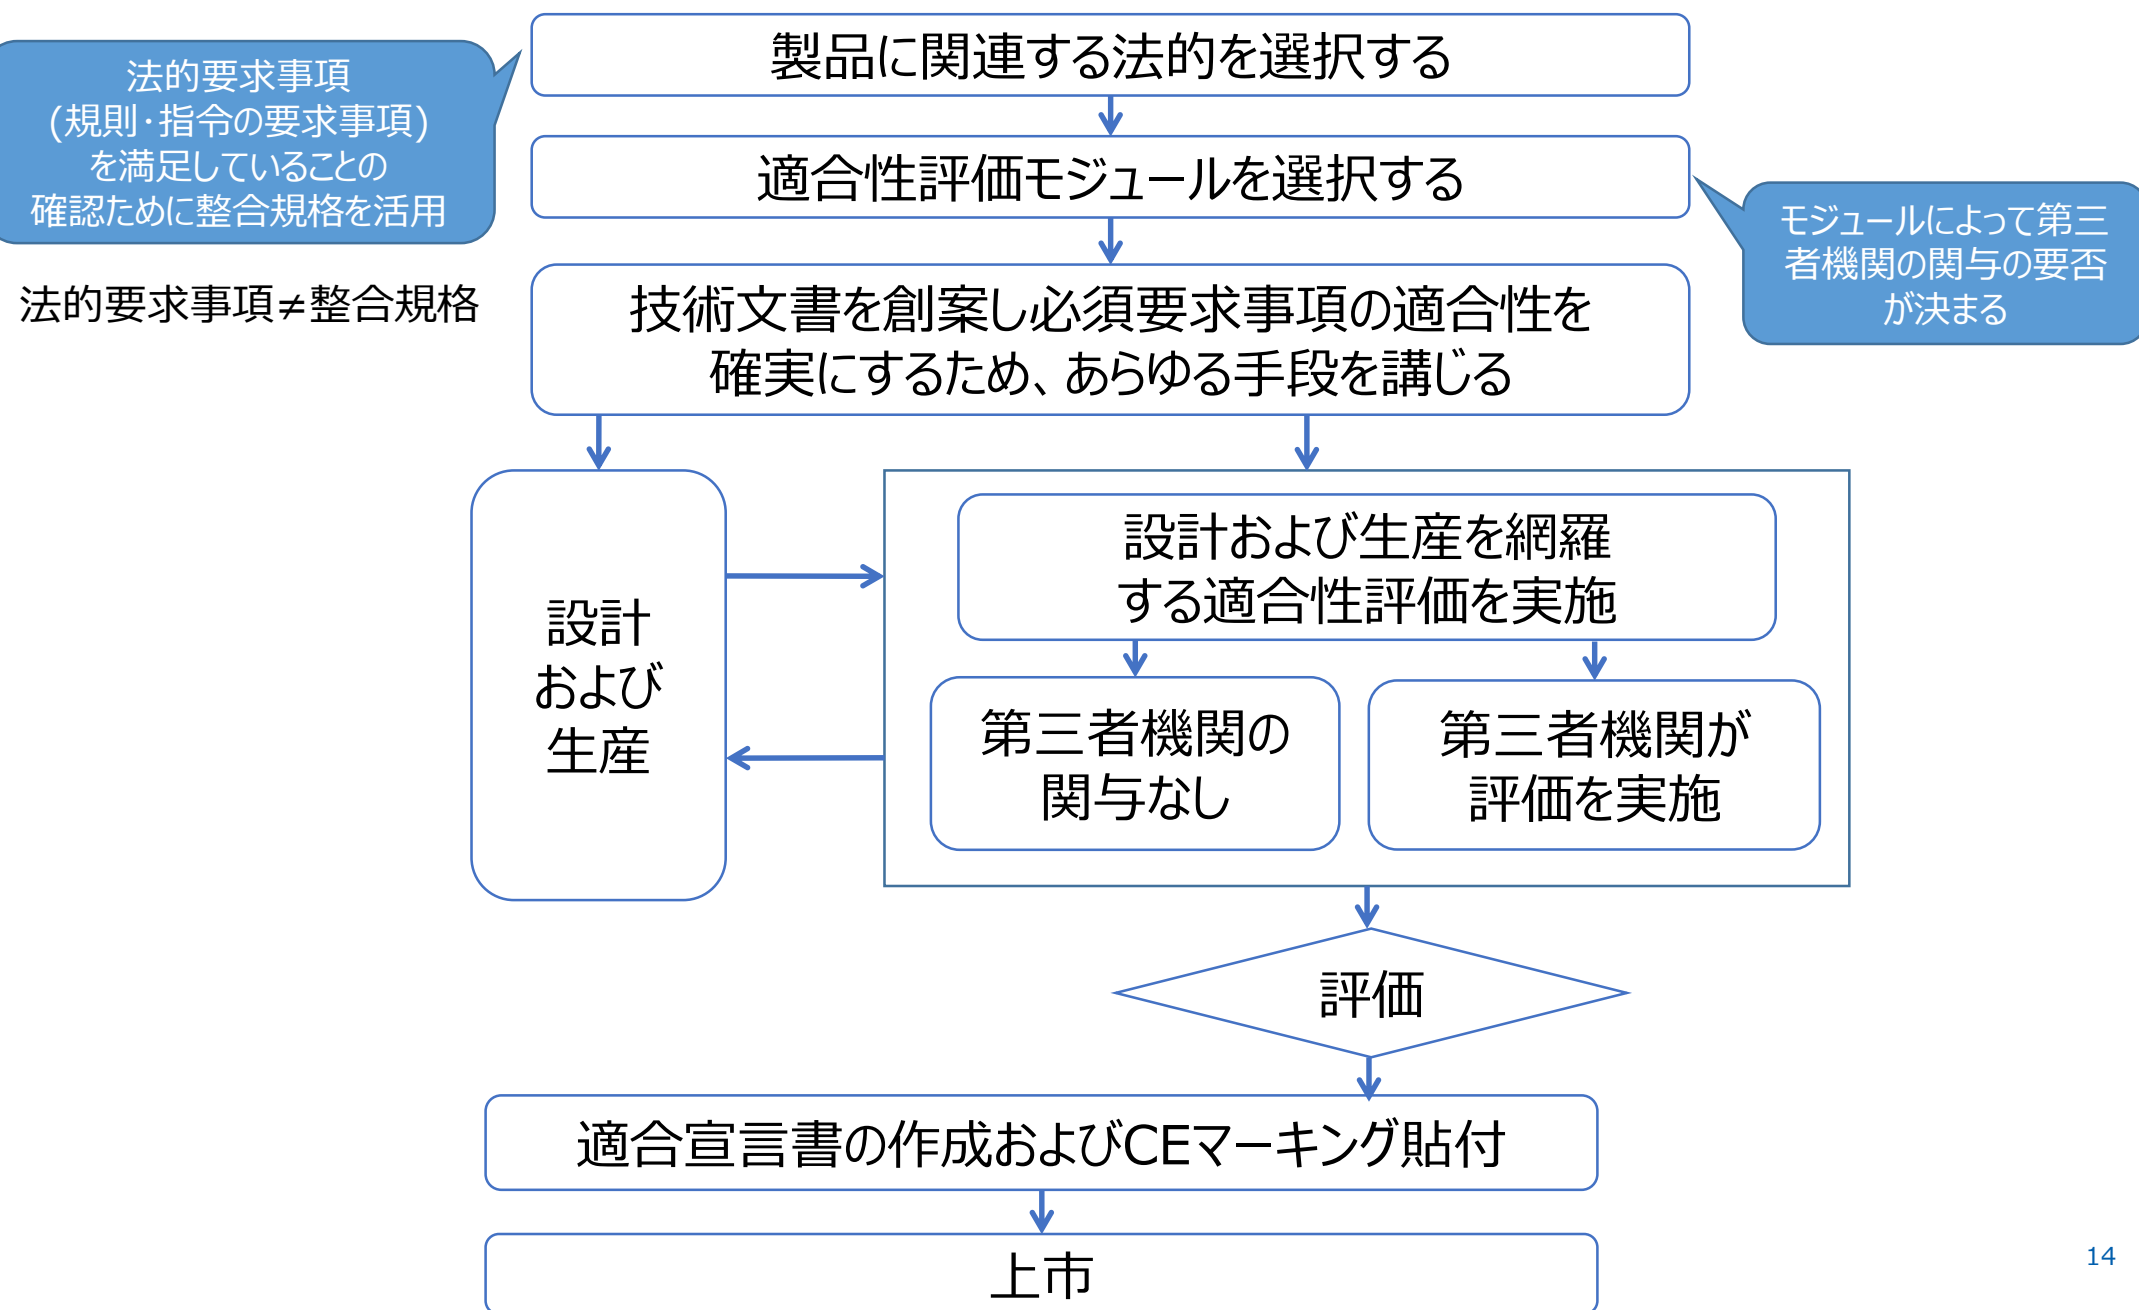 製品に関連する法的を選択する
法的要求事項
(規則・指令の要求事項)
を満足していることの
確認ために整合規格を活用
適合性評価モジュールを選択する
モジュールによって第三
者機関の関与の要否
が決まる
法的要求事項≠整合規格
技術文書を創案し必須要求事項の適合性を
確実にするため、あらゆる手段を講じる
設計
および
生産
設計および生産を網羅
する適合性評価を実施
第三者機関の
関与なし
第三者機関が
評価を実施
評価
適合宣言書の作成およびCEマーキング貼付
上市
14